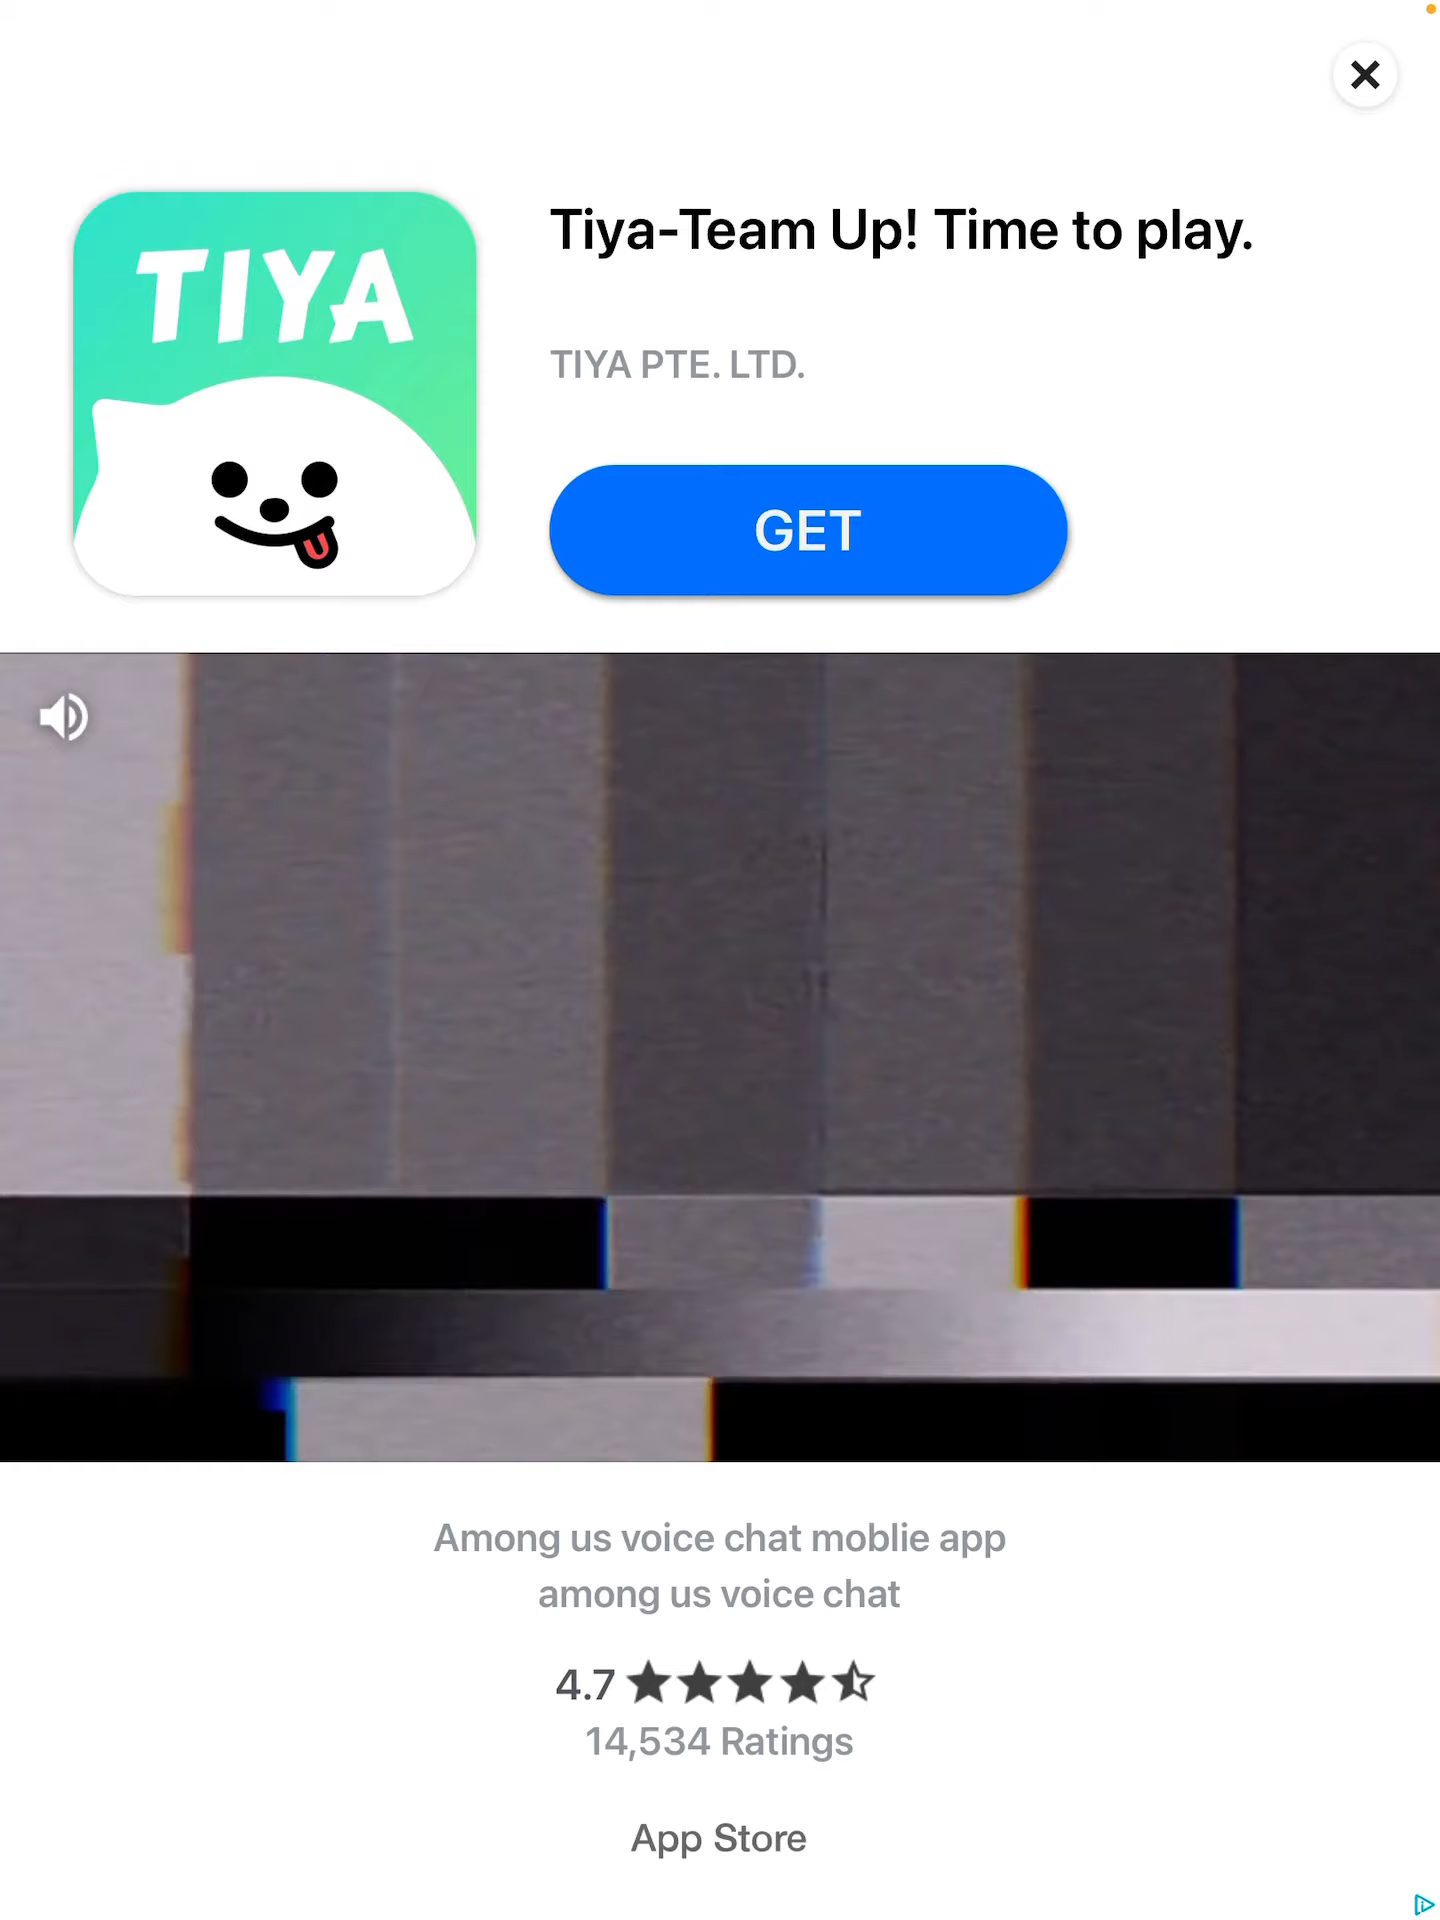 Tiya-Team Up! Time to play.
TIYA
TIYA PTE. LTD.
GET
Among us voice chat moblie app
among us voice chat
4.7
14,534 Ratings
App Store